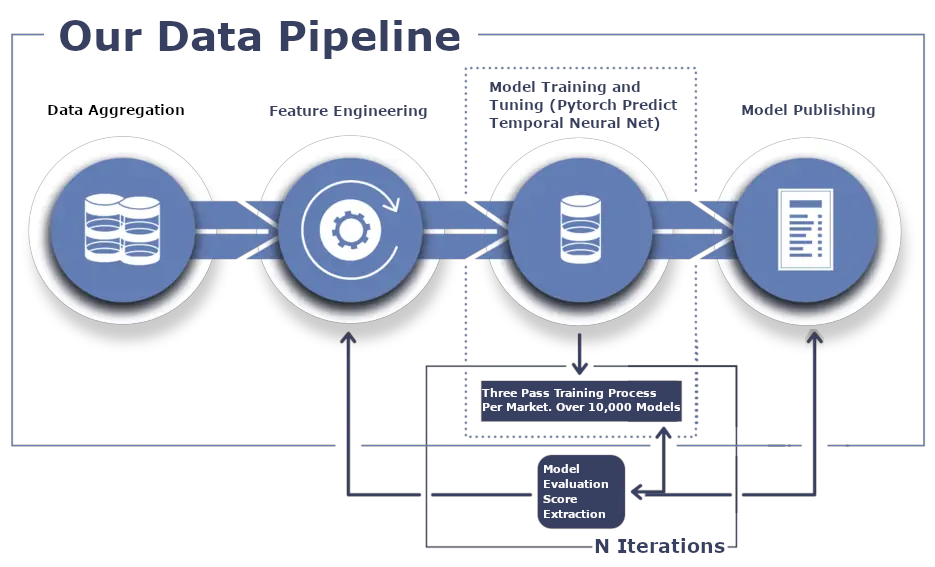 Our Data Pipeline
Data Aggregation
Feature Engineering
Model Training and
Tuning (Pytorch Predict
Temporal Neural Net)
Model Publishing
Three Pass Training Process
Per Market. Over 10,000 Models
Model
Evaluation
Score
Extraction
N Iterations